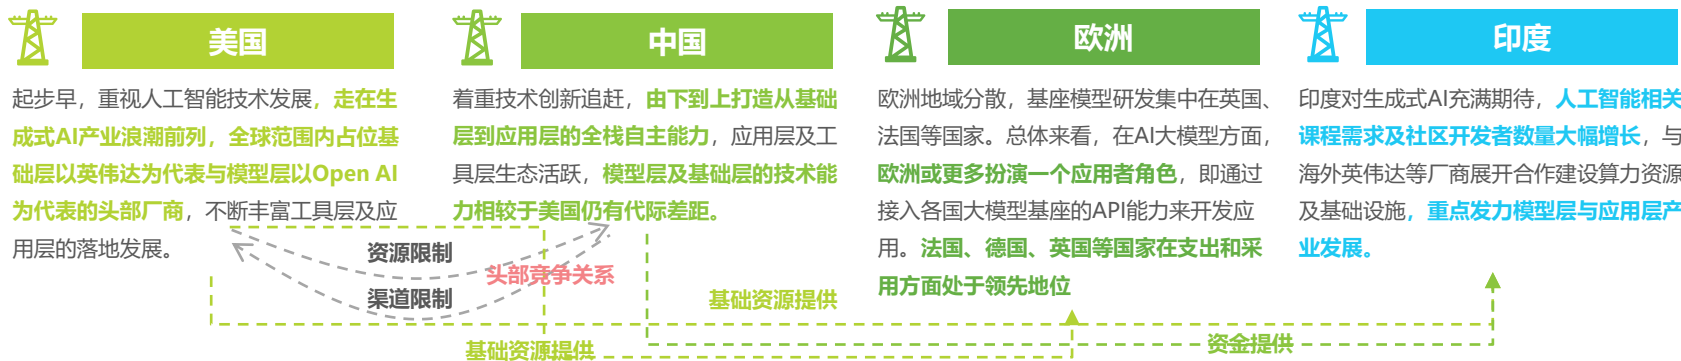 美国
起步早，重视人工智能技术发展，走在生
成式AI产业浪潮前列，全球范围内占位基
础层以英伟达为代表与模型层以Open AI
为代表的头部厂商，不断丰富工具层及应
用层的落地发展。
中国
着重技术创新追赶，由下到上打造从基础
层到应用层的全栈自主能力，应用层及工
具层生态活跃，模型层及基础层的技术能
力相较于美国仍有代际差距。
欧洲
欧洲地域分散，基座模型研发集中在英国、
法国等国家。总体来看，在AI大模型方面，
欧洲或更多扮演一个应用者角色，即通过
接入各国大模型基座的API能力来开发应
用。法国、德国、英国等国家在支出和采
用方面处于领先地位
印度
印度对生成式AI充满期待，人工智能相关
课程需求及社区开发者数量大幅增长，与
海外英伟达等厂商展开合作建设算力资源
及基础设施，重点发力模型层与应用层产
业发展。
资源限制
头部竞争关系
渠道限制
基础资源提供
基础资源提供
资金提供